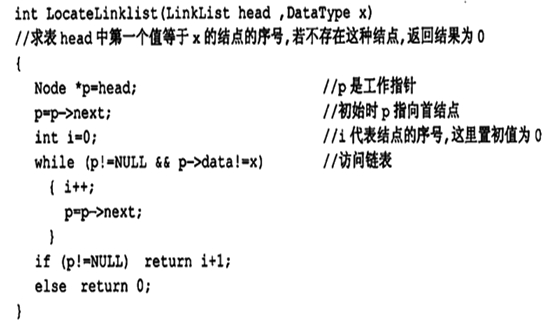 int LocateLinklist(LinkList head ,DataType x)
//求表 head 中第一个值等于 x 的结点的序号,若不存在这种结点,返回结果为 0
{
Node *p=head; //p 是工作指针
p=p->next; //初始时 p 指向首结点
int i=0; //i 代表结点的序号,这里置初值为 0
while (p!=NULL && p->data!=x) //访问链表
{ i++;
p=p->next;
}
if (p!=NULL) return i+1;
else return 0;
}